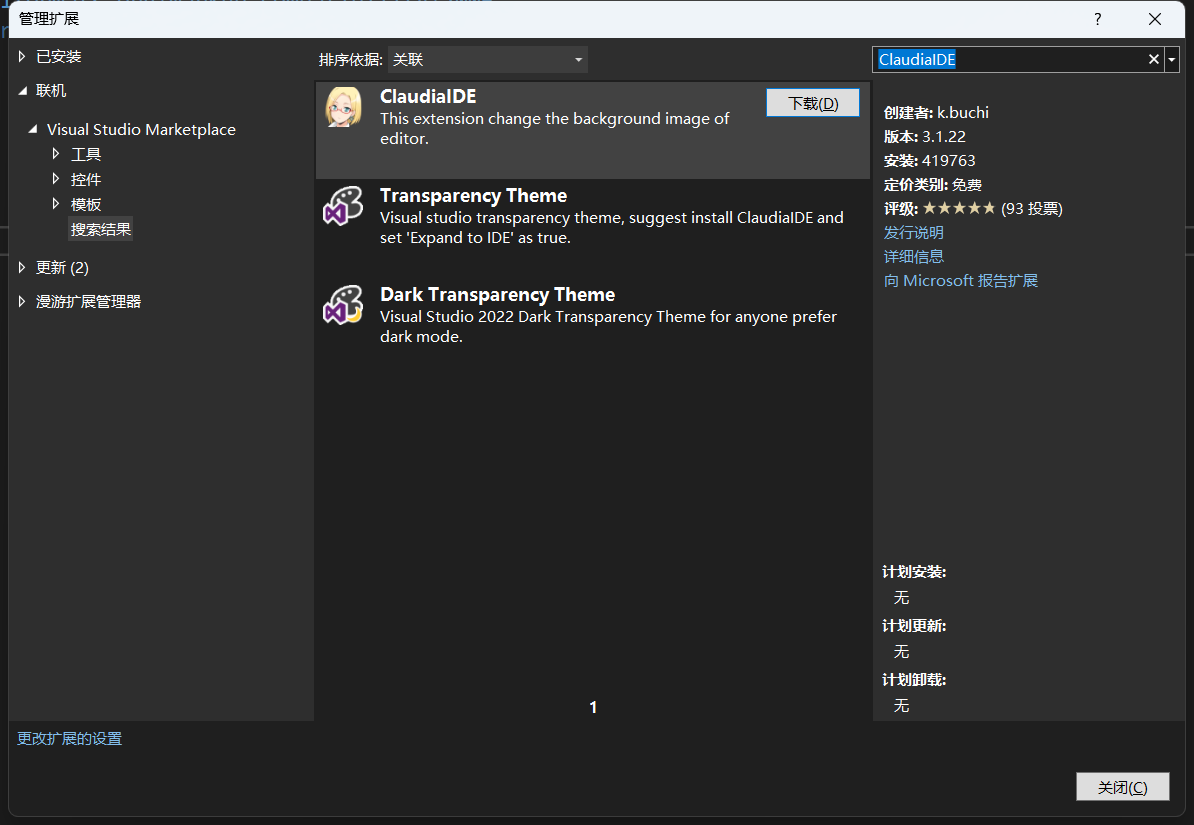 管理扩展
?
已安装
联机
Visual Studio Marketplace
工具
控件
模板
搜索结果
更新 (2)
漫游扩展管理器
排序依据: 关联
ClaudiaIDE
This extension change the background image of
editor.
下载(D)
Transparency Theme
Visual studio transparency theme, suggest install ClaudiaIDE and
set 'Expand to IDE' as true.
Dark Transparency Theme
Visual Studio 2022 Dark Transparency Theme for anyone prefer
dark mode.
1
ClaudiaIDE
创建者: k.buchi
版本: 3.1.22
安装: 419763
定价类别: 免费
评级: ★★★★★ (93 投票)
发行说明
详细信息
向 Microsoft 报告扩展
计划安装:
无
计划更新:
无
计划卸载:
无
更改扩展的设置
关闭(C)